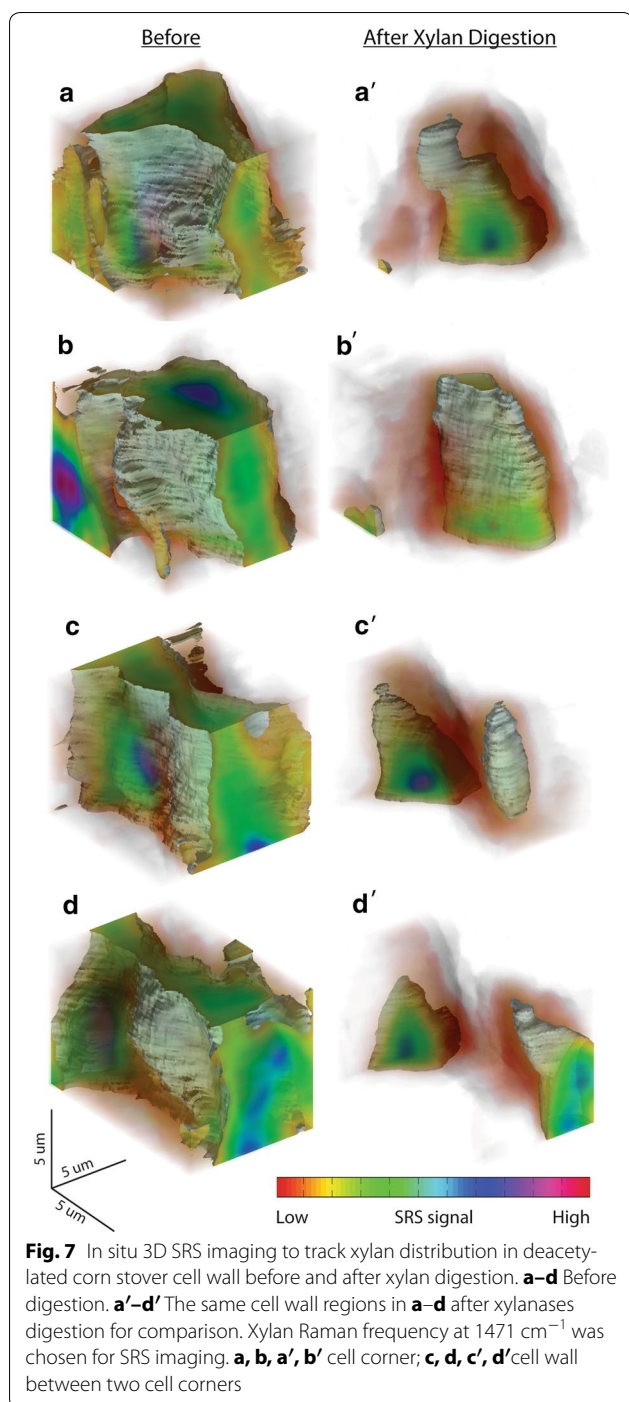 Before
After Xylan Digestion
a
a′
b
b′
c
c′
d
d′
5 um
5 um
5 um
Low
SRS signal
High
Fig. 7 In situ 3D SRS imaging to track xylan distribution in deacety-
lated corn stover cell wall before and after xylan digestion. a–d Before
digestion. a′–d′ The same cell wall regions in a–d after xylanases
digestion for comparison. Xylan Raman frequency at 1471 cm⁻¹ was
chosen for SRS imaging. a, b, a′, b′ cell corner; c, d, c′, d′cell wall
between two cell corners